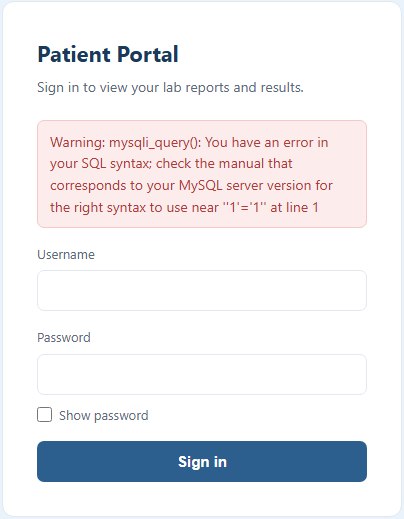 Patient Portal
Sign in to view your lab reports and results.
Warning: mysqli_query(): You have an error in
your SQL syntax; check the manual that
corresponds to your MySQL server version for
the right syntax to use near ''1'='1'' at line 1
Username
Password
Show password
Sign in